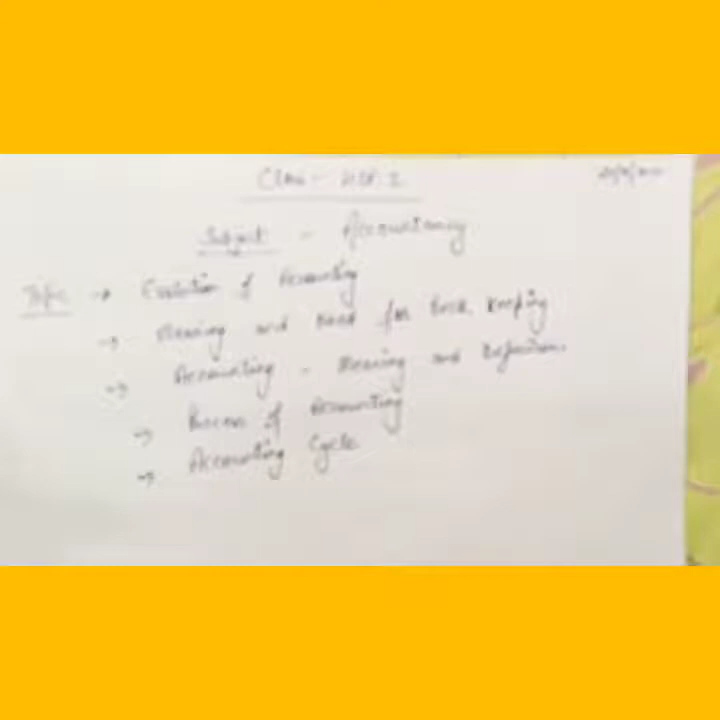 Class -
Subject - Accountancy
Topic → Evolution of Accounting
→ Meaning and Need for Book Keeping
→ Accounting - Meaning and Definition
→ Process of Accounting
→ Accounting Cycle